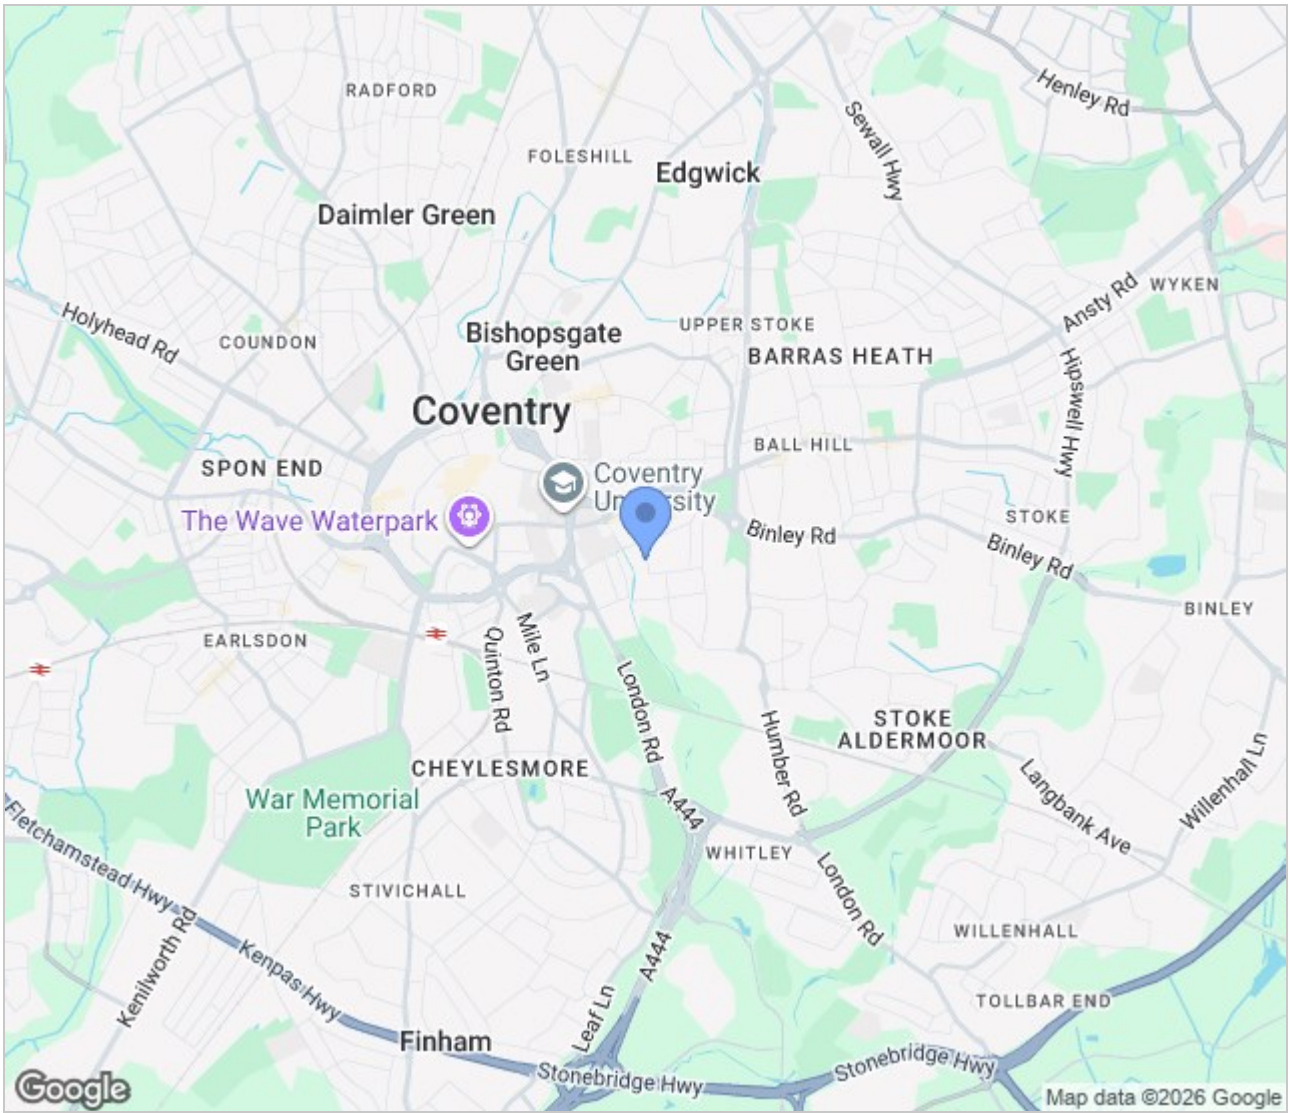 Henley Rd
RADFORD
Sewall Hwy
FOLESHILL
Edgwick
Daimler Green
WYKEN
Ansty Rd
Holyhead Rd
COUNDON
UPPER STOKE
Bishopsgate
Green
BARRAS HEATH
Hipswell Hwy
Coventry
BALL HILL
SPON END
Coventry
University
The Wave Waterpark
STOKE
Binley Rd
Binley Rd
BINLEY
EARLSDON
Mile Ln
Quinton Rd
London Rd
STOKE
ALDERMOOR
Humber Rd
CHEYLESMORE
Willenhall Ln
War Memorial
Park
Langbank Ave
A444
Fletchamstead Hwy
WHITLEY
London Rd
STIVICHALL
WILLENHALL
Kenilworth Rd
A444
Kenpas Hwy
TOLLBAR END
Leaf Ln
Finham
Stonebridge Hwy
Stonebridge Hwy
Google
Map data ©2026 Google